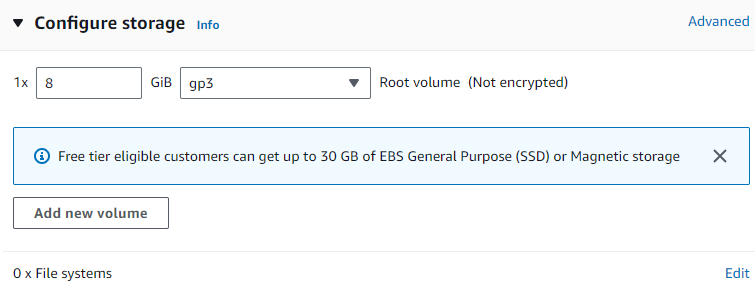 Configure storage Info Advanced
1x 8 GiB gp3 Root volume (Not encrypted)
Free tier eligible customers can get up to 30 GB of EBS General Purpose (SSD) or Magnetic storage
Add new volume
0 x File systems Edit